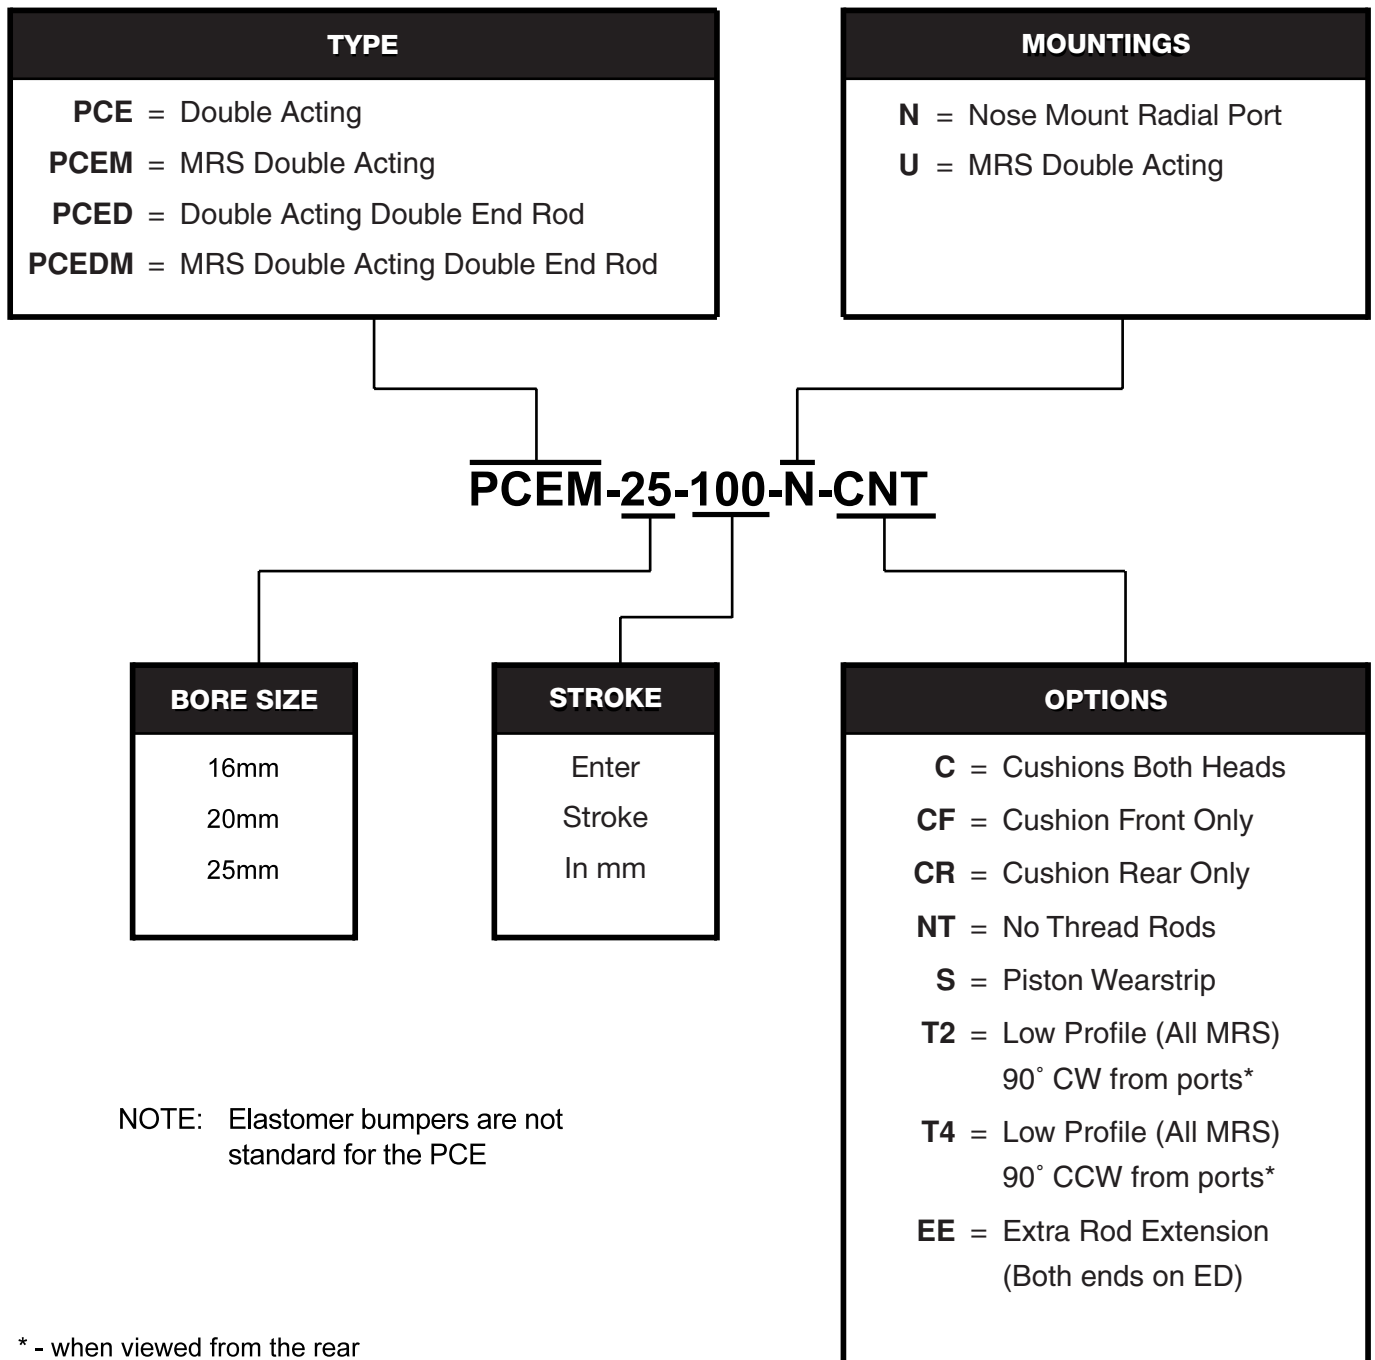 TYPE
PCE = Double Acting
PCEM = MRS Double Acting
PCED = Double Acting Double End Rod
PCEDM = MRS Double Acting Double End Rod
MOUNTINGS
N = Nose Mount Radial Port
U = MRS Double Acting
PCEM-25-100-N-CNT
BORE SIZE
16mm
20mm
25mm
STROKE
Enter
Stroke
In mm
OPTIONS
C = Cushions Both Heads
CF = Cushion Front Only
CR = Cushion Rear Only
NT = No Thread Rods
S = Piston Wearstrip
T2 = Low Profile (All MRS)
90˚ CW from ports*
T4 = Low Profile (All MRS)
90˚ CCW from ports*
EE = Extra Rod Extension
(Both ends on ED)
NOTE: Elastomer bumpers are not
standard for the PCE
* - when viewed from the rear